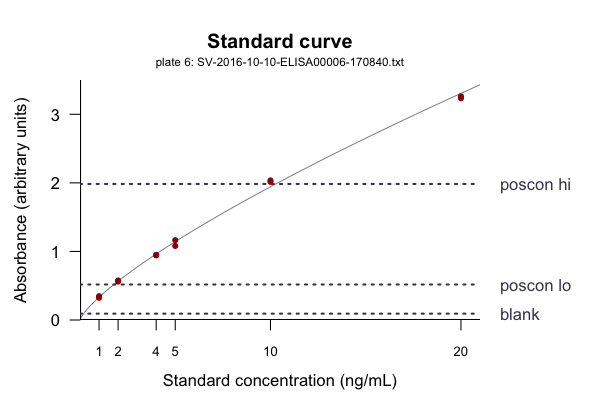 Standard curve
plate 6: SV-2016-10-10-ELISA00006-170840.txt
Absorbance (arbitrary units)
3
2
1
0
poscon hi
poscon lo
blank
1 2 4 5 10 20
Standard concentration (ng/mL)